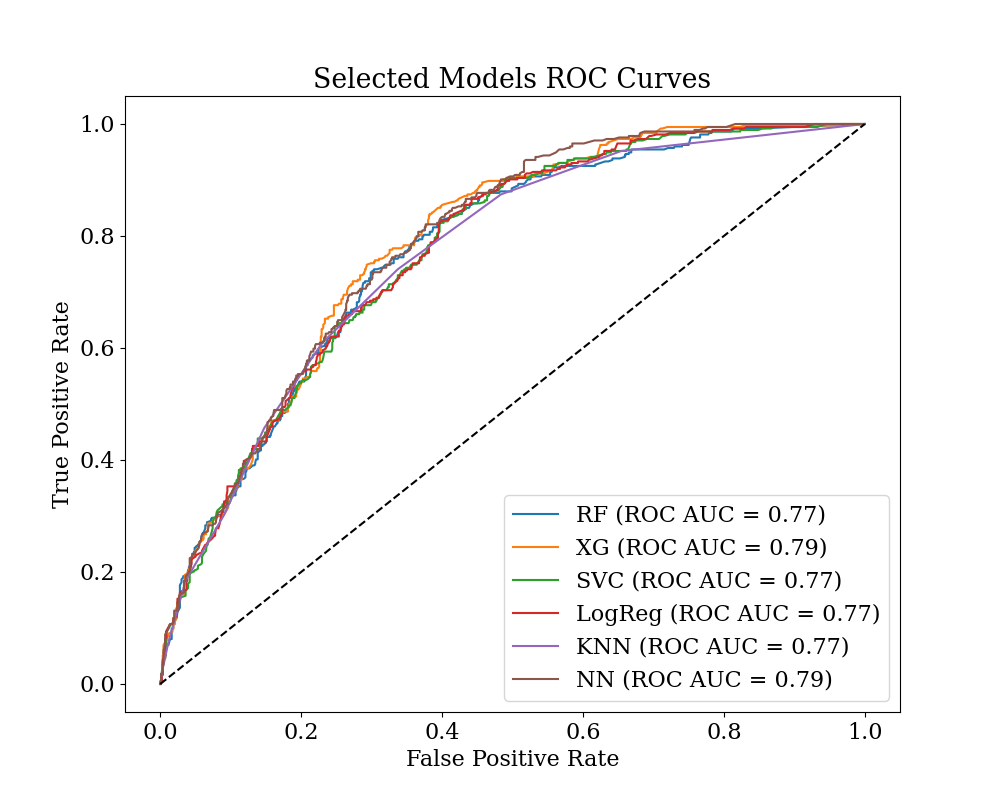 Selected Models ROC Curves
True Positive Rate
1.0
0.8
0.6
0.4
0.2
0.0
RF (ROC AUC = 0.77)
XG (ROC AUC = 0.79)
SVC (ROC AUC = 0.77)
LogReg (ROC AUC = 0.77)
KNN (ROC AUC = 0.77)
NN (ROC AUC = 0.79)
0.0 0.2 0.4 0.6 0.8 1.0
False Positive Rate